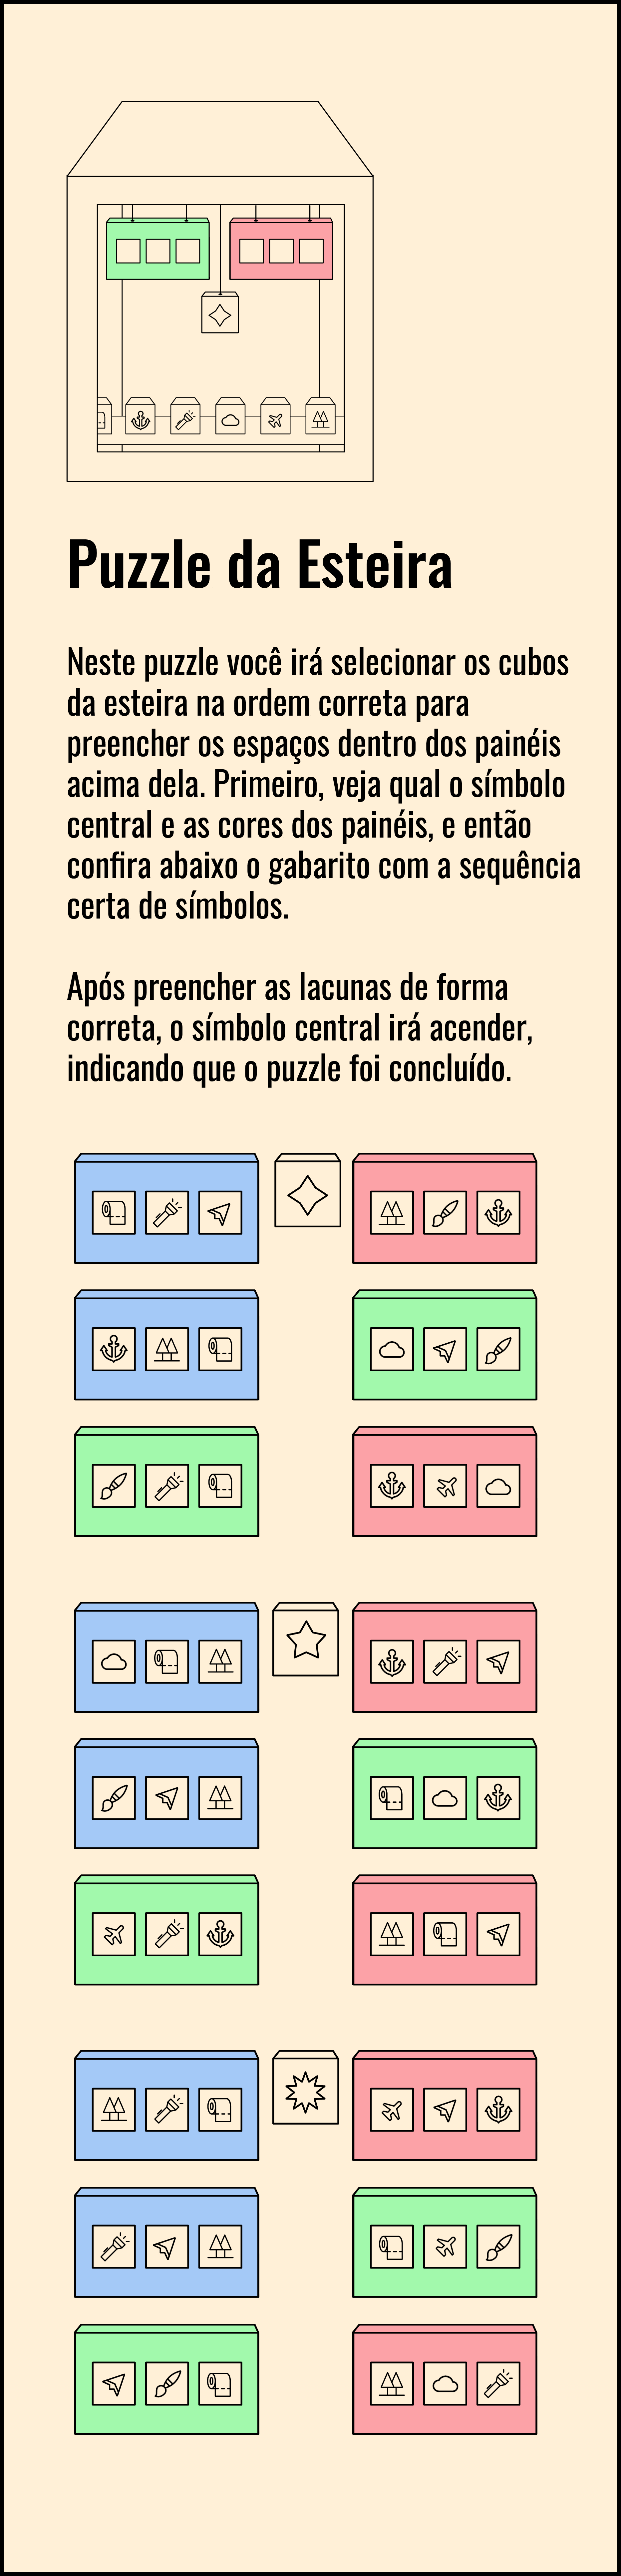 Puzzle da Esteira
Neste puzzle você irá selecionar os cubos
da esteira na ordem correta para
preencher os espaços dentro dos painéis
acima dela. Primeiro, veja qual o símbolo
central e as cores dos painéis, e então
confira abaixo o gabarito com a sequência
certa de símbolos.
Após preencher as lacunas de forma
correta, o símbolo central irá acender,
indicando que o puzzle foi concluído.